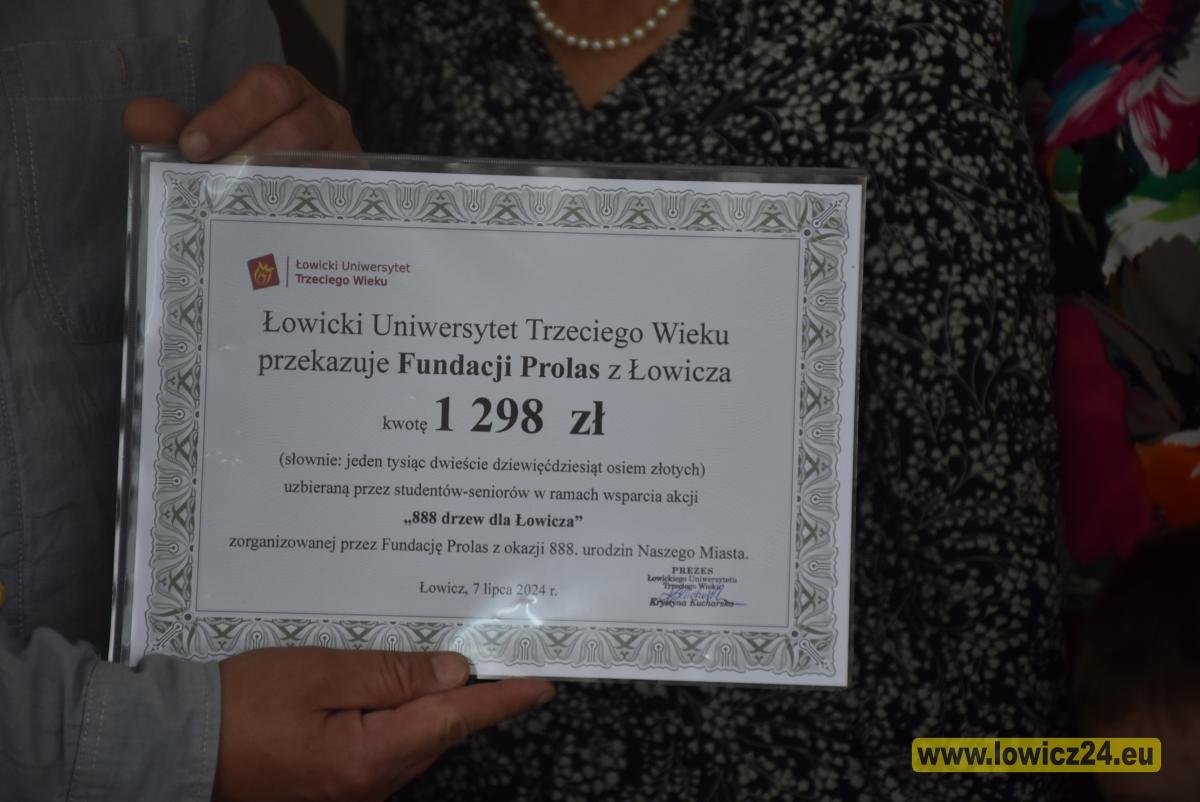 Łowicki Uniwersytet
Trzeciego Wieku
Łowicki Uniwersytet Trzeciego Wieku
przekazuje Fundacji Prolas z Łowicza
kwotę 1 298 zł
(słownie: jeden tysiąc dwieście dziewięćdziesiąt osiem złotych)
uzbieraną przez studentów-seniorów w ramach wsparcia akcji
„888 drzew dla Łowicza”
zorganizowanej przez Fundację Prolas z okazji 888. urodzin Naszego Miasta.
Łowicz, 7 lipca 2024 r.
PREZES
Łowickiego Uniwersytetu
Trzeciego Wieku
Krystyna Kucharska
www.lowicz24.eu